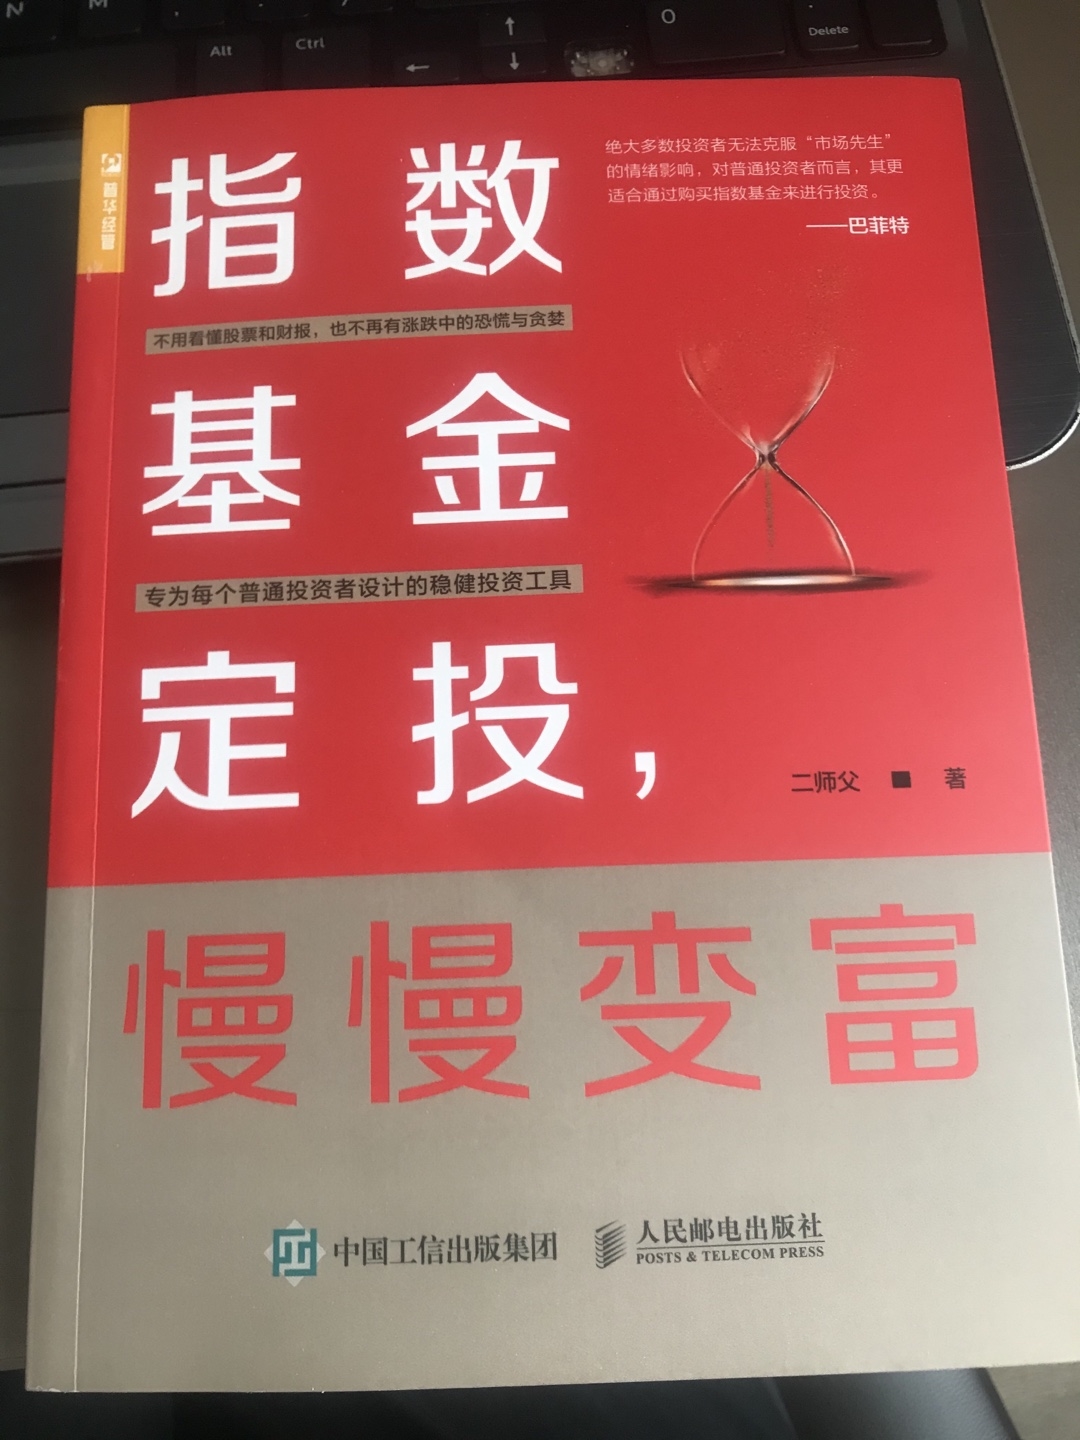 N
M
Alt
Ctrl
↑
←
↓
0
Delete
普华经管
绝大多数投资者无法克服“市场先生”
的情绪影响，对普通投资者而言，其更
适合通过购买指数基金来进行投资。
——巴菲特
指数
不用看懂股票和财报，也不再有涨跌中的恐慌与贪婪
基金
专为每个普通投资者设计的稳健投资工具
定投，
二师父 ■ 著
慢慢变富
中国工信出版集团
人民邮电出版社
POSTS & TELECOM PRESS